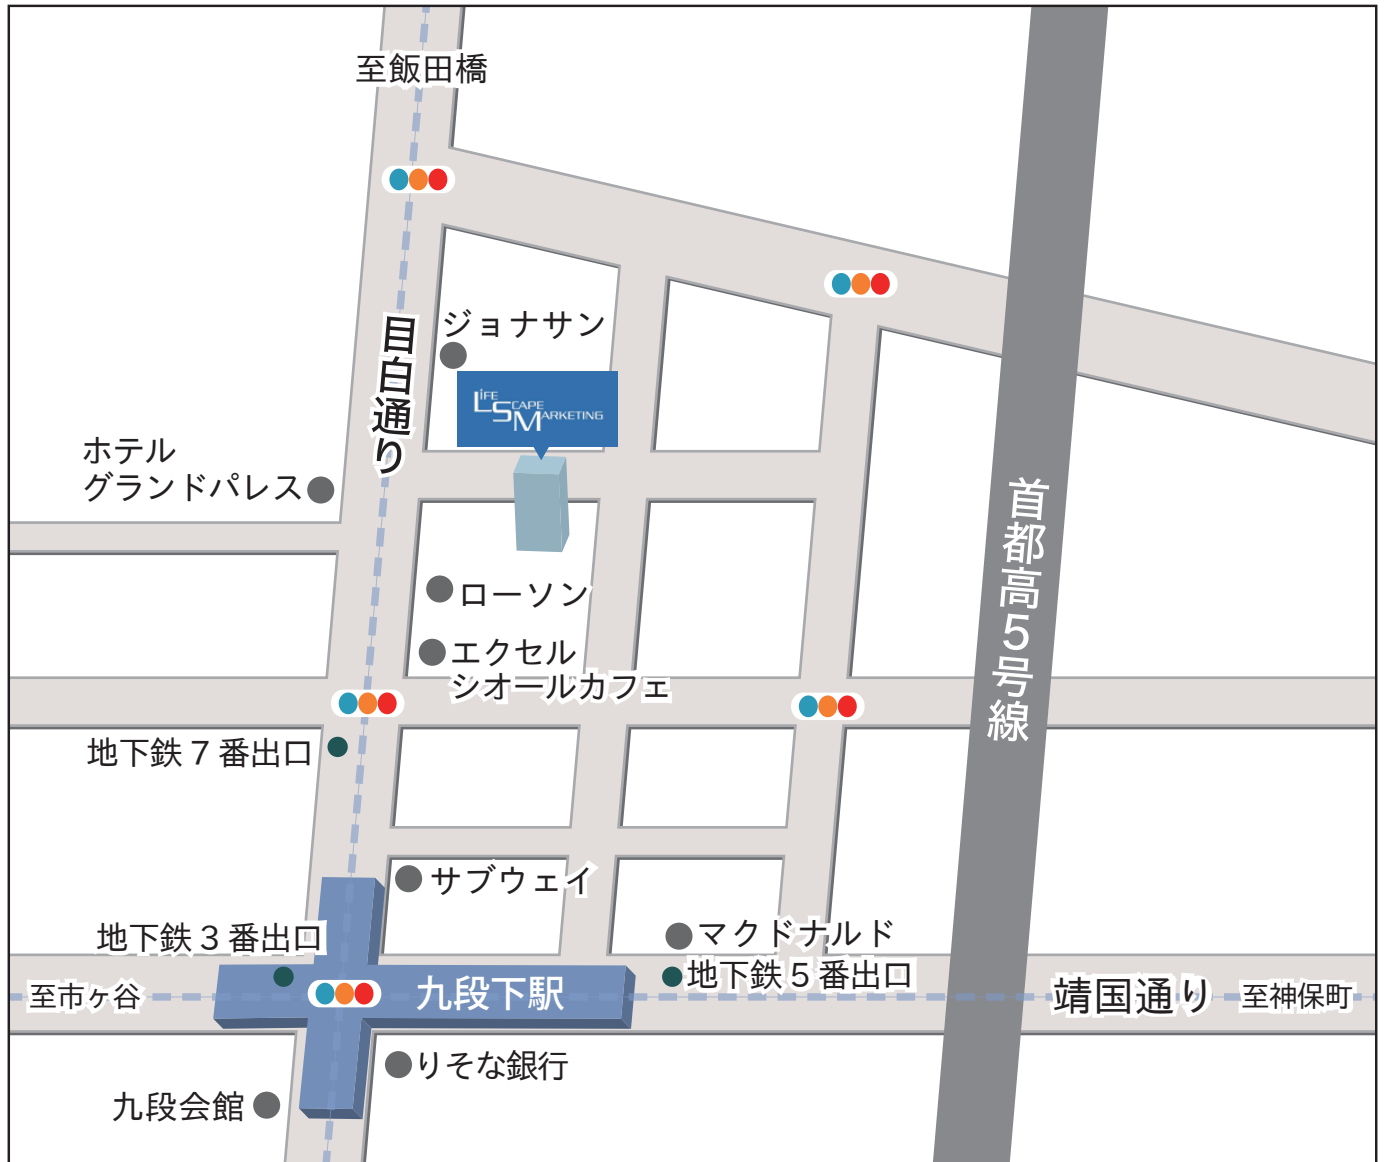 至飯田橋
ジョナサン
目白通り
LIFE
SCAPE
MARKETING
ホテル
グランドパレス
首都高5号線
ローソン
エクセル
シオールカフェ
地下鉄7番出口
サブウェイ
地下鉄3番出口
マクドナルド
地下鉄5番出口
九段下駅
至市ヶ谷
靖国通り
至神保町
りそな銀行
九段会館